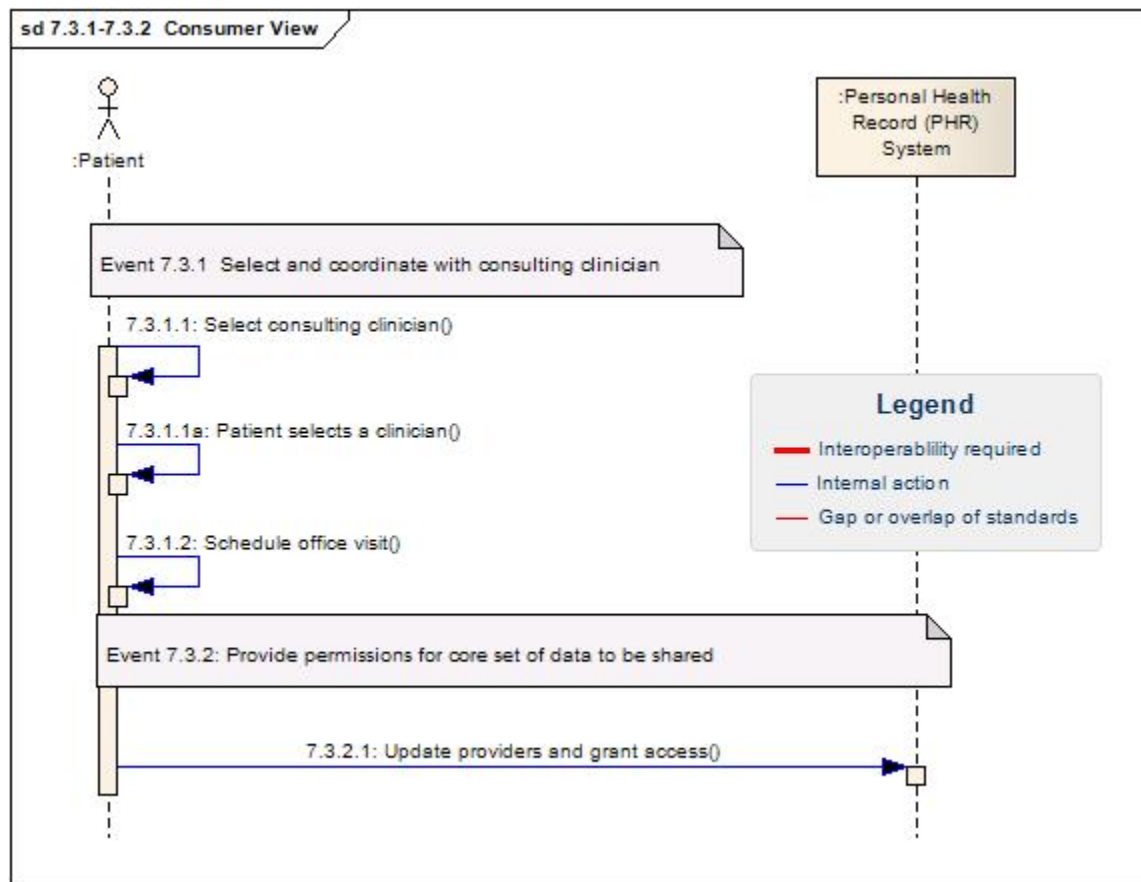 sd 7.3.1-7.3.2 Consumer View
:Patient
:Personal Health
Record (PHR)
System
Event 7.3.1 Select and coordinate with consulting clinician
7.3.1.1: Select consulting clinician()
7.3.1.1a: Patient selects a clinician()
Legend
Interoperablility required
Internal action
Gap or overlap of standards
7.3.1.2: Schedule office visit()
Event 7.3.2: Provide permissions for core set of data to be shared
7.3.2.1: Update providers and grant access()